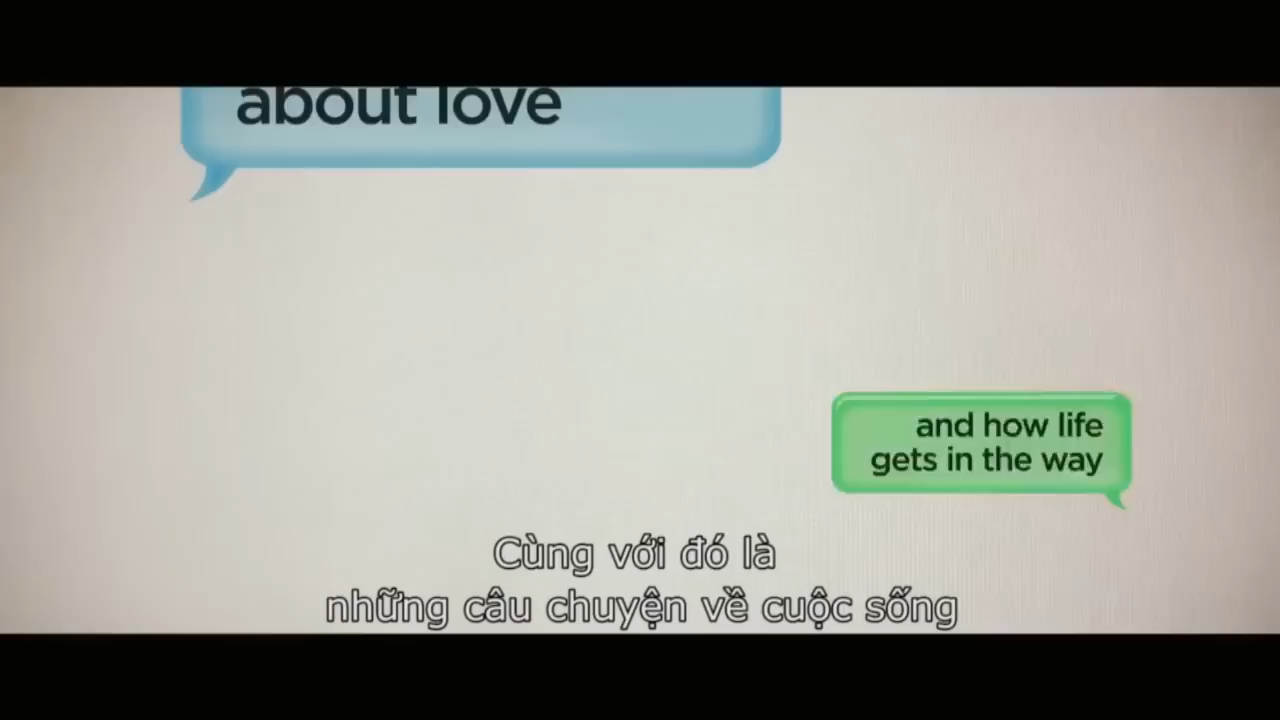 about love
and how life
gets in the way
Cùng với đó là
những câu chuyện về cuộc sống